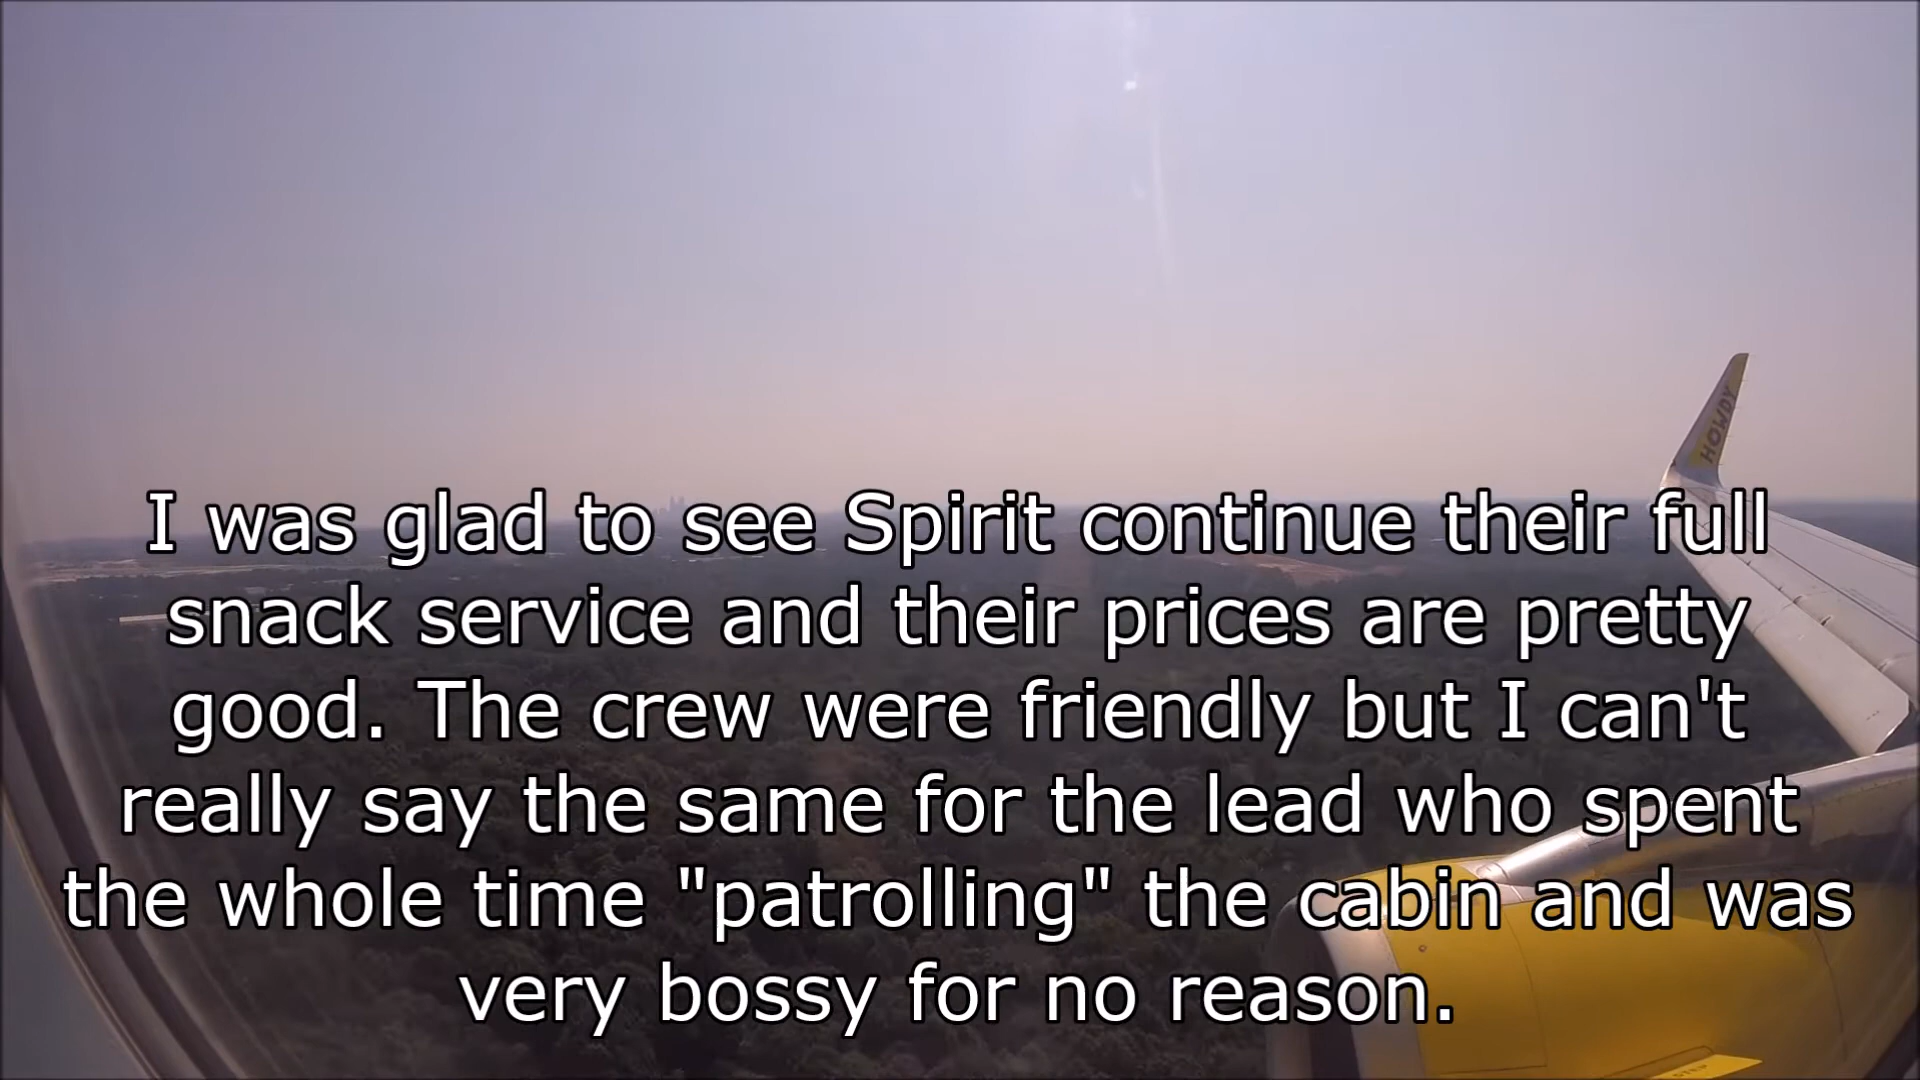 HOWDY
I was glad to see Spirit continue their full
snack service and their prices are pretty
good. The crew were friendly but I can't
really say the same for the lead who spent
the whole time "patrolling" the cabin and was
very bossy for no reason.